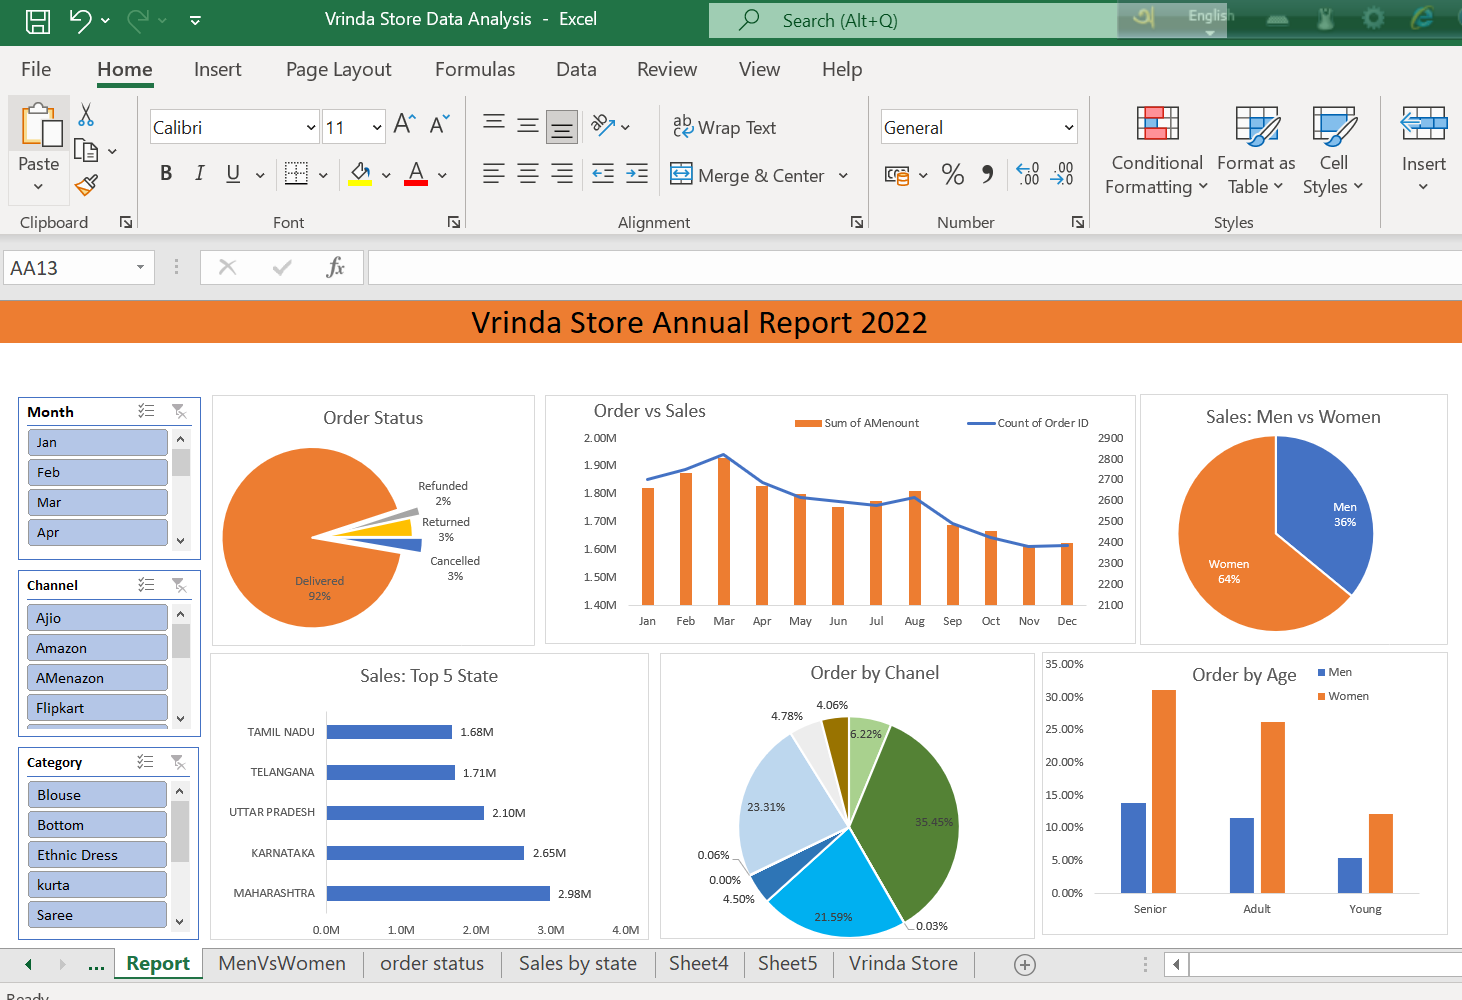 Vrinda Store Data Analysis - Excel
Search (Alt+Q)
English
File Home Insert Page Layout Formulas Data Review View Help
Paste
Clipboard
Calibri 11
B I U
Font
Wrap Text
Merge & Center
Alignment
General
Number
Conditional Formatting
Format as Table
Cell Styles
Styles
Insert
AA13
fx
Vrinda Store Annual Report 2022
Month
Jan
Feb
Mar
Apr
Channel
Ajio
Amazon
AMenazon
Flipkart
Category
Blouse
Bottom
Ethnic Dress
kurta
Saree
Order Status
Refunded
2%
Returned
3%
Cancelled
3%
Delivered
92%
Order vs Sales
Sum of AMenount Count of Order ID
2.00M
1.90M
1.80M
1.70M
1.60M
1.50M
1.40M
2900
2800
2700
2600
2500
2400
2300
2200
2100
Jan Feb Mar Apr May Jun Jul Aug Sep Oct Nov Dec
Sales: Men vs Women
Men
36%
Women
64%
Sales: Top 5 State
TAMIL NADU 1.68M
TELANGANA 1.71M
UTTAR PRADESH 2.10M
KARNATAKA 2.65M
MAHARASHTRA 2.98M
0.0M 1.0M 2.0M 3.0M 4.0M
Order by Chanel
4.06%
4.78%
6.22%
23.31%
35.45%
0.06%
0.00%
4.50%
21.59%
0.03%
Order by Age
Men
Women
35.00%
30.00%
25.00%
20.00%
15.00%
10.00%
5.00%
0.00%
Senior Adult Young
... Report MenVsWomen order status Sales by state Sheet4 Sheet5 Vrinda Store
Ready